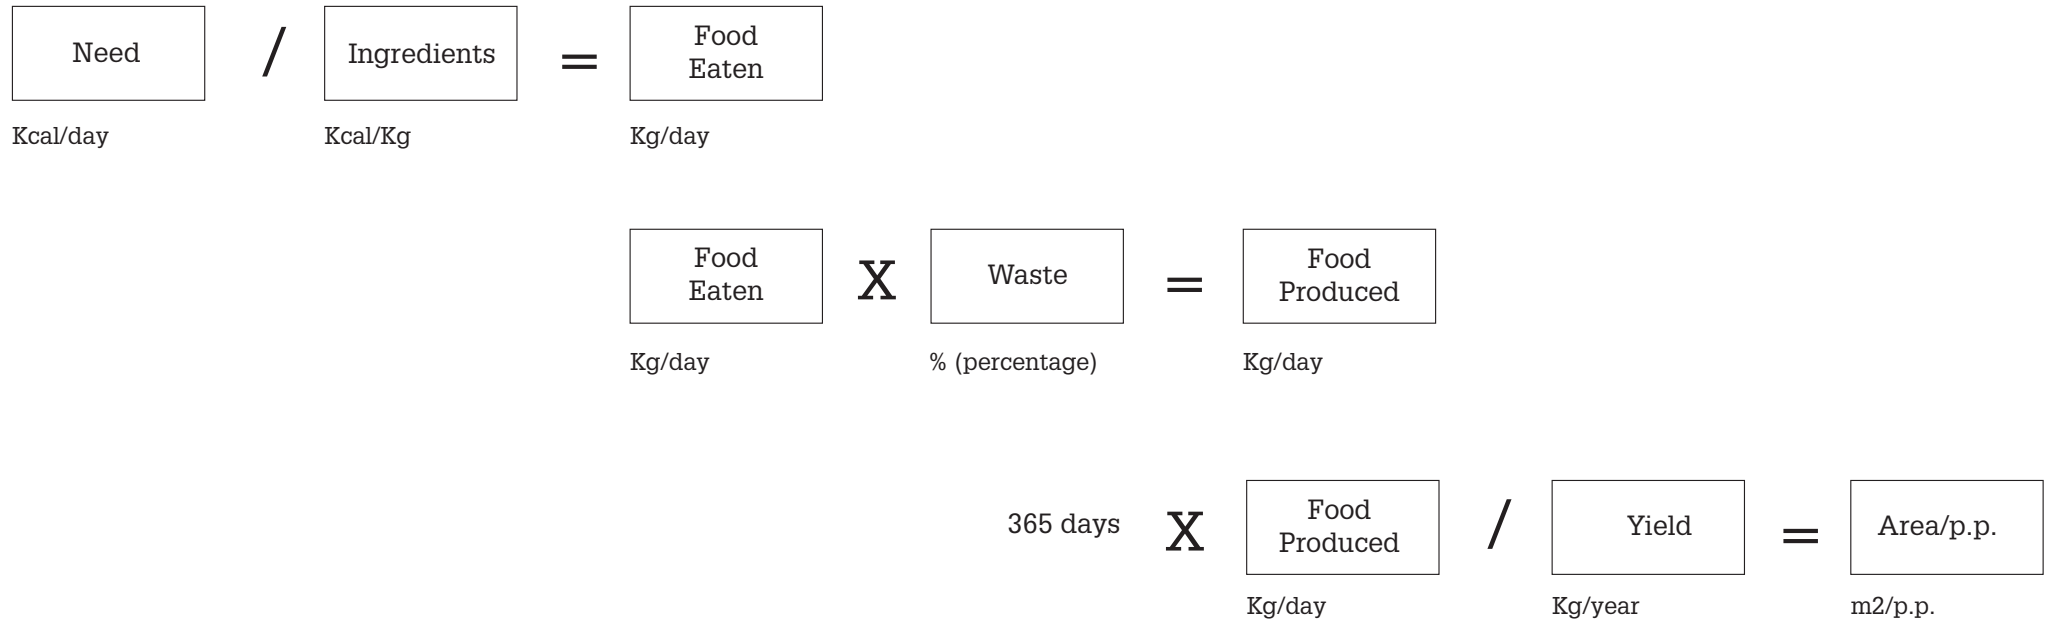 Need / Ingredients = Food Eaten
Kcal/day Kcal/Kg Kg/day
Food Eaten X Waste = Food Produced
Kg/day % (percentage) Kg/day
365 days X Food Produced / Yield = Area/p.p.
Kg/day Kg/year m2/p.p.